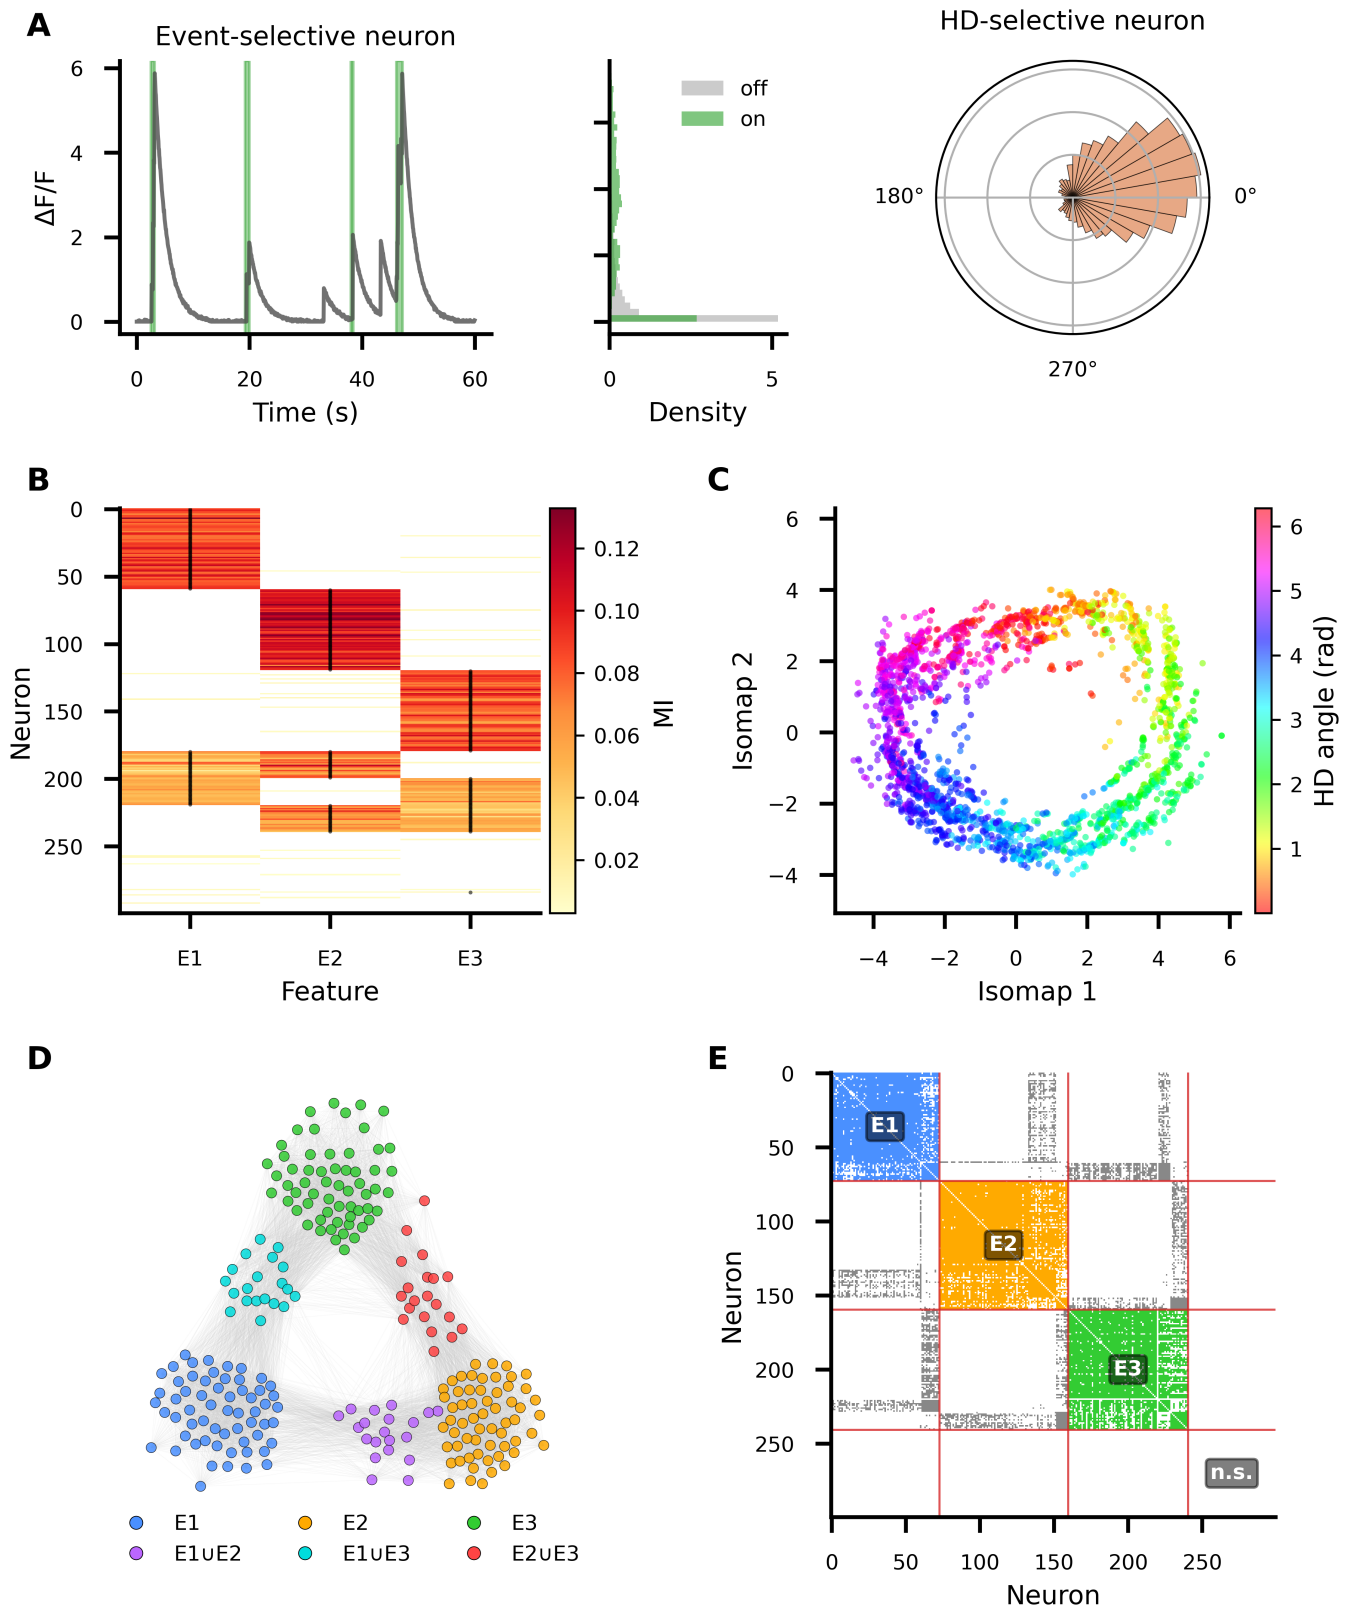 A
Event-selective neuron
HD-selective neuron
6
4
2
0
ΔF/F
0
20
40
60
Time (s)
off
on
0
5
Density
180°
0°
270°
B
0
50
100
150
200
250
Neuron
E1
E2
E3
Feature
0.12
0.10
0.08
0.06
0.04
0.02
MI
C
6
4
2
0
−2
−4
Isomap 2
−4
−2
0
2
4
6
Isomap 1
6
5
4
3
2
1
HD angle (rad)
D
E1
E2
E3
E1∪E2
E1∪E3
E2∪E3
E
0
50
100
150
200
250
Neuron
E1
E2
E3
n.s.
0
50
100
150
200
250
Neuron